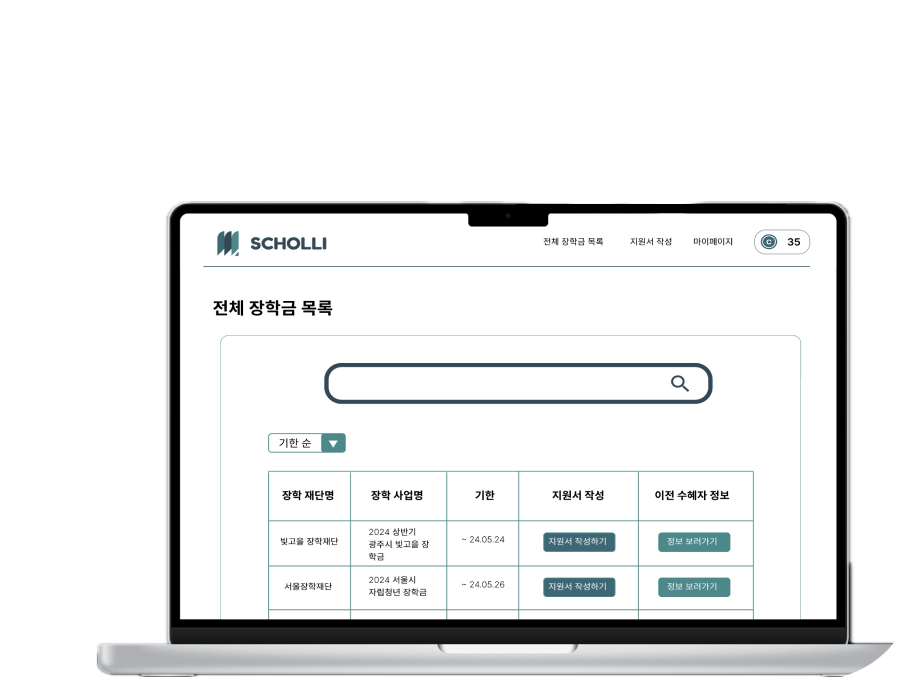 SCHOLLI
전체 장학금 목록 지원서 작성 마이페이지 C 35
전체 장학금 목록
기한 순
장학 재단명 장학 사업명 기한 지원서 작성 이전 수혜자 정보
빛고을 장학재단 2024 상반기 광주시 빛고을 장학금 ~ 24.05.24 지원서 작성하기 정보 보러가기
서울장학재단 2024 서울시 자립청년 장학금 ~ 24.05.26 지원서 작성하기 정보 보러가기